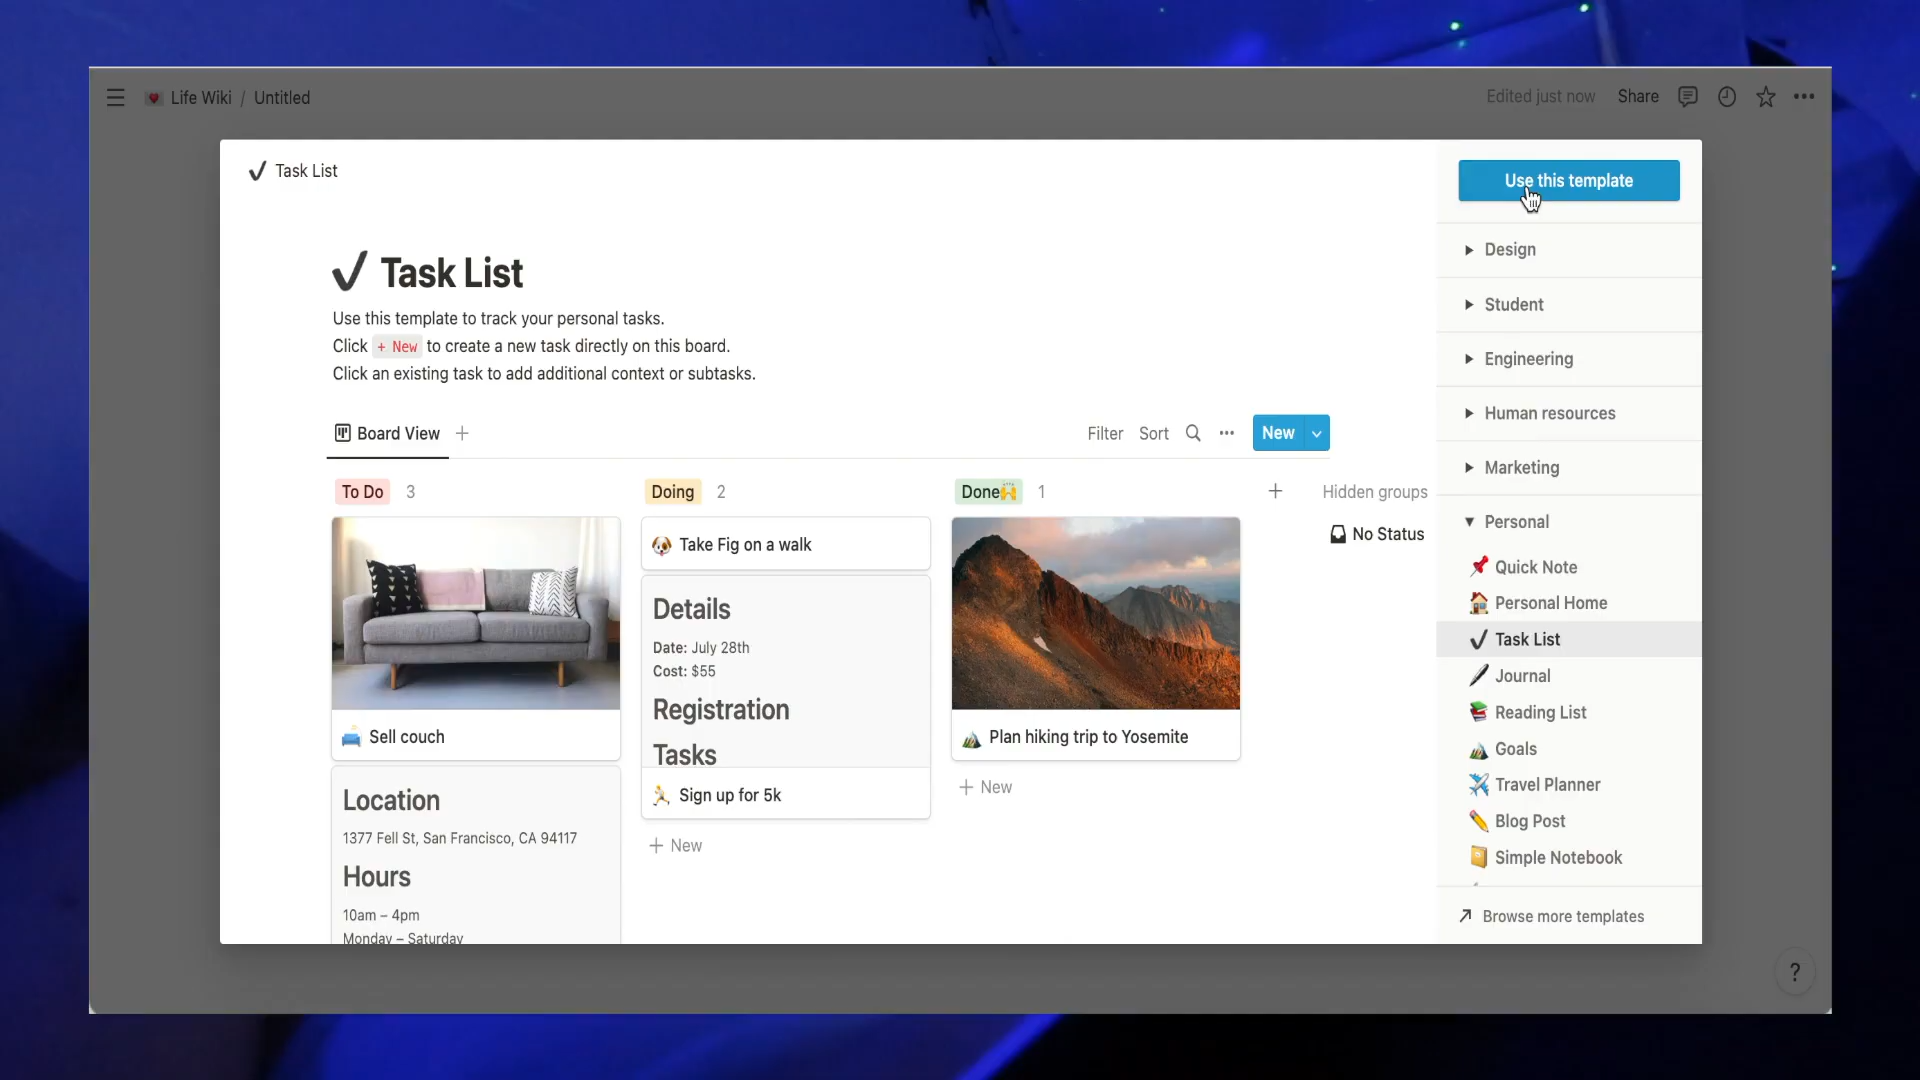 Life Wiki / Untitled
Edited just now
Share
Task List
Use this template
Task List
Use this template to track your personal tasks.
Click + New to create a new task directly on this board.
Click an existing task to add additional context or subtasks.
Board View
Filter
Sort
New
To Do 3
Doing 2
Done 1
Hidden groups
No Status
Sell couch
Location
1377 Fell St, San Francisco, CA 94117
Hours
10am – 4pm
Monday – Saturday
Take Fig on a walk
Details
Date: July 28th
Cost: $55
Registration
Tasks
Sign up for 5k
+ New
Plan hiking trip to Yosemite
+ New
Design
Student
Engineering
Human resources
Marketing
Personal
Quick Note
Personal Home
Task List
Journal
Reading List
Goals
Travel Planner
Blog Post
Simple Notebook
Browse more templates
?